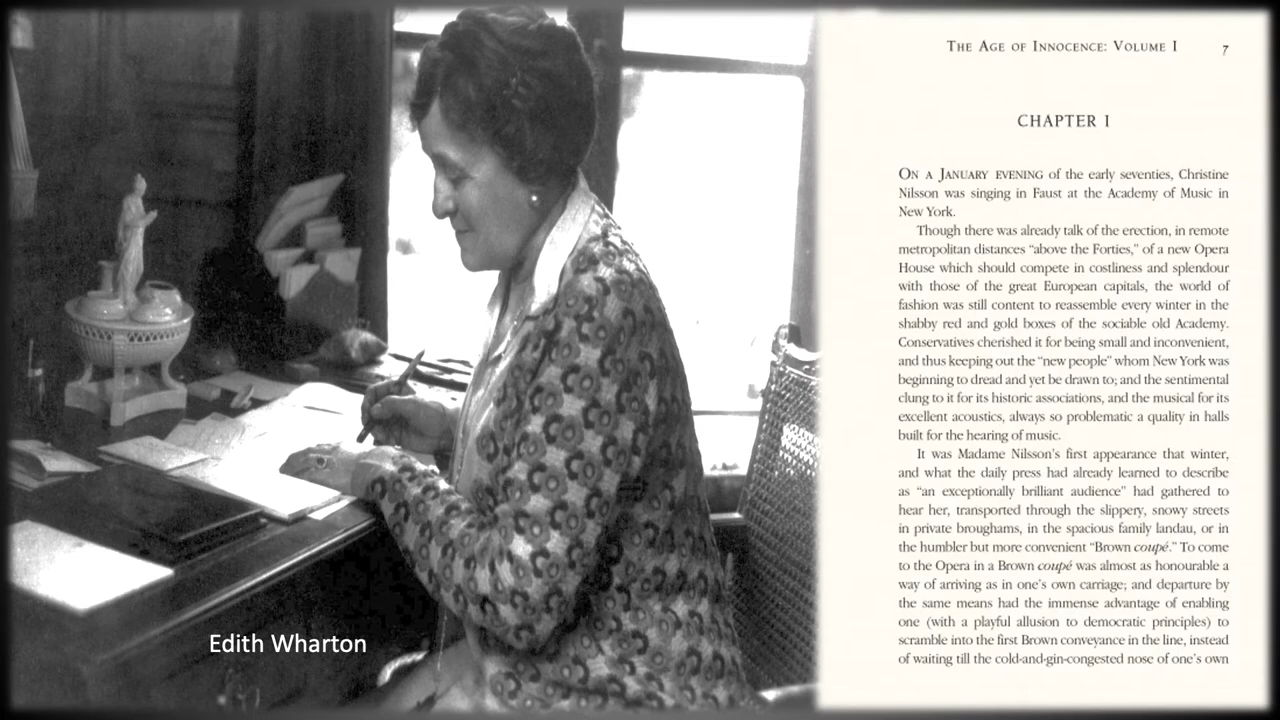 Edith Wharton
THE AGE OF INNOCENCE: VOLUME I 7
CHAPTER I
ON A JANUARY EVENING of the early seventies, Christine
Nilsson was singing in Faust at the Academy of Music in
New York.
Though there was already talk of the erection, in remote
metropolitan distances “above the Forties,” of a new Opera
House which should compete in costliness and splendour
with those of the great European capitals, the world of
fashion was still content to reassemble every winter in the
shabby red and gold boxes of the sociable old Academy.
Conservatives cherished it for being small and inconvenient,
and thus keeping out the “new people” whom New York was
beginning to dread and yet be drawn to; and the sentimental
clung to it for its historic associations, and the musical for its
excellent acoustics, always so problematic a quality in halls
built for the hearing of music.
It was Madame Nilsson’s first appearance that winter,
and what the daily press had already learned to describe
as “an exceptionally brilliant audience” had gathered to
hear her, transported through the slippery, snowy streets
in private broughams, in the spacious family landau, or in
the humbler but more convenient “Brown coupé.” To come
to the Opera in a Brown coupé was almost as honourable a
way of arriving as in one’s own carriage; and departure by
the same means had the immense advantage of enabling
one (with a playful allusion to democratic principles) to
scramble into the first Brown conveyance in the line, instead
of waiting till the cold-and-gin-congested nose of one’s own